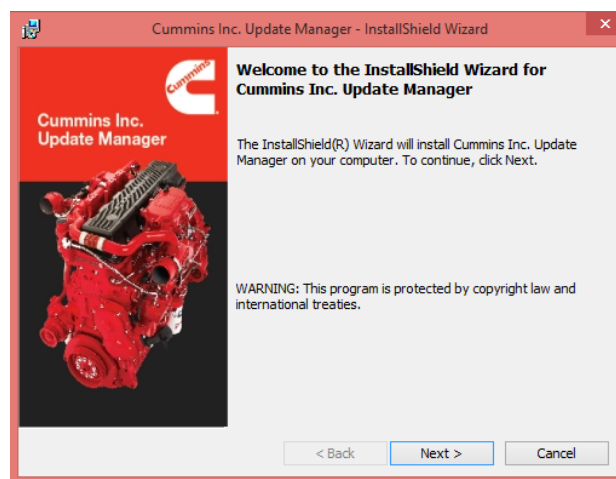 Cummins Inc. Update Manager - InstallShield Wizard
x
Cummins
Cummins Inc.
Update Manager
Welcome to the InstallShield Wizard for
Cummins Inc. Update Manager
The InstallShield(R) Wizard will install Cummins Inc. Update
Manager on your computer. To continue, click Next.
WARNING: This program is protected by copyright law and
international treaties.
< Back
Next >
Cancel